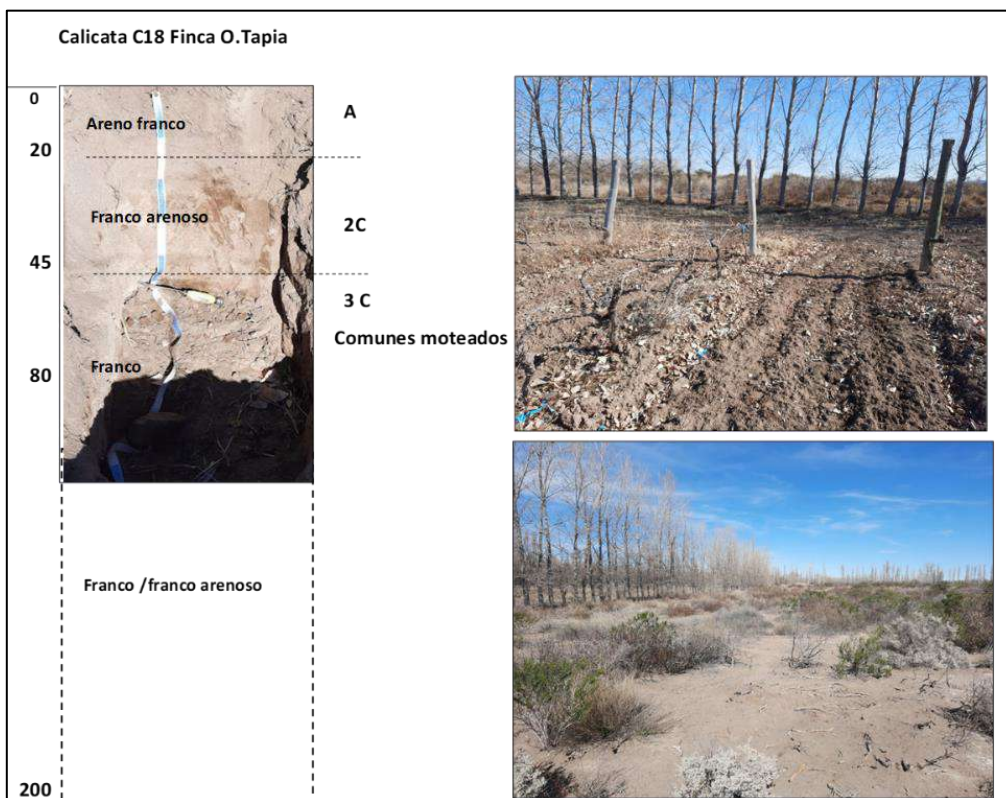 Calicata C18 Finca O.Tapia
0
Areno franco
A
20
Franco arenoso
2C
45
3 C
Comunes moteados
Franco
80
Franco /franco arenoso
200